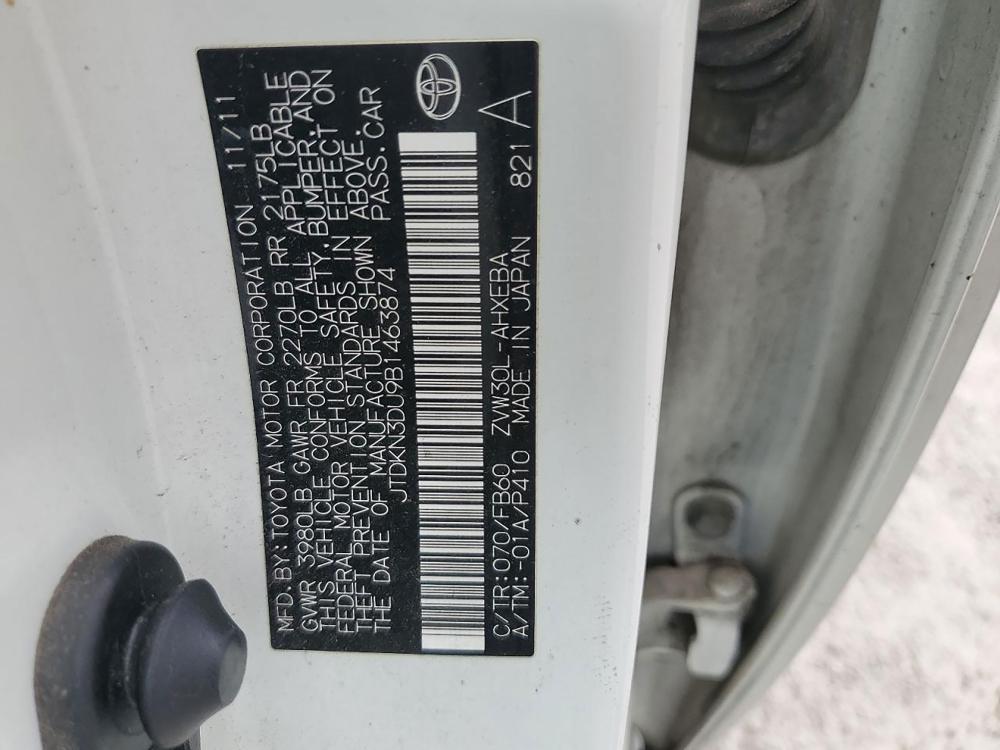 MFD. BY: TOYOTA MOTOR CORPORATION 11/11
GVWR 3980LB GAWR FR 2270LB RR 2175LB
THIS VEHICLE CONFORMS TO ALL APPLICABLE
FEDERAL MOTOR VEHICLE SAFETY, BUMPER, AND
THEFT PREVENTION STANDARDS IN EFFECT ON
THE DATE OF MANUFACTURE SHOWN ABOVE.
JTDKN3DU9B1463874 PASS. CAR
C/TR: 070/FB60 ZVW30L-AHXEBA
A/TM: -01A/P410 MADE IN JAPAN 821 A